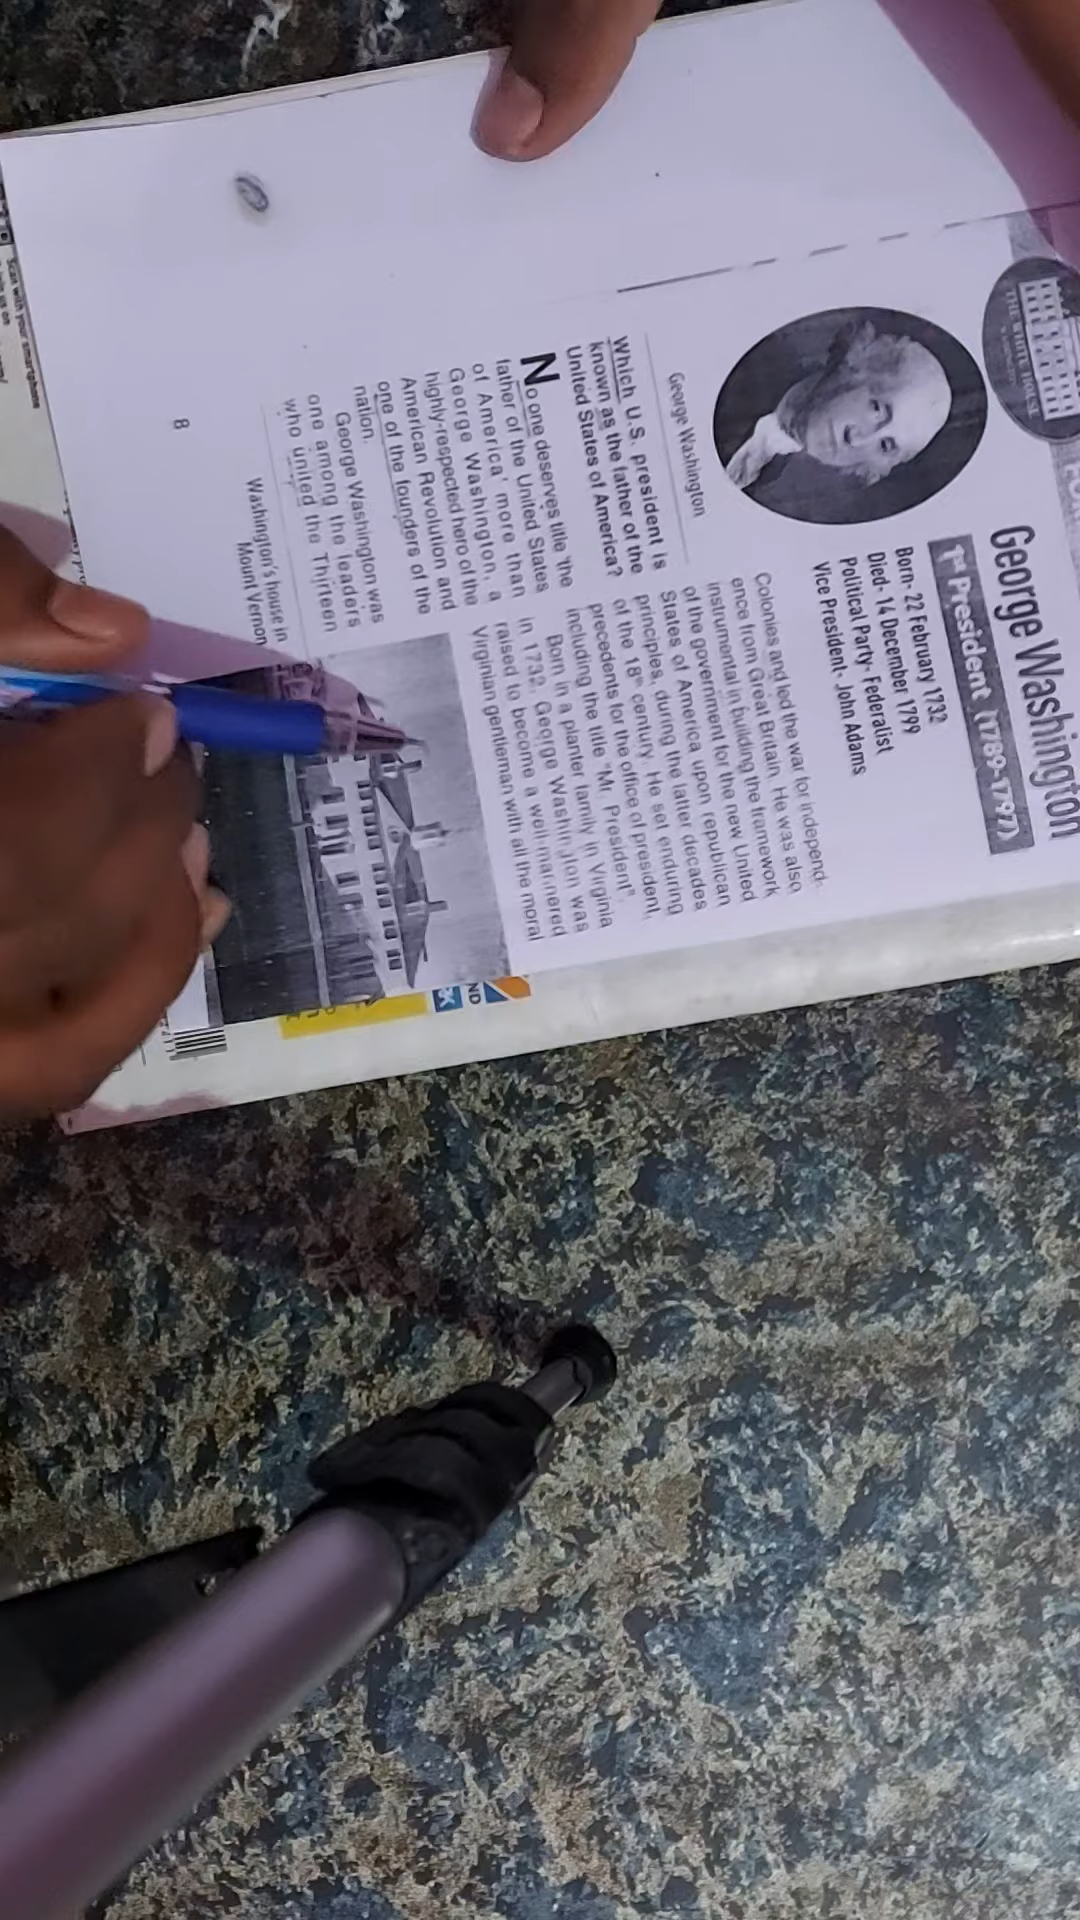 THE WHITE HOUSE
George Washington
1st President (1789-1797)
Born- 22 February 1732
Died- 14 December 1799
Political Party- Federalist
Vice President- John Adams
George Washington
Which U.S. president is
known as the father of the
United States of America?
No one deserves title 'the
father of the United States
of America' more than
George Washington, a
highly-respected hero of the
American Revolution and
one of the founders of the
nation.
George Washington was
one among the leaders
who united the Thirteen
Colonies and led the war for independ-
ence from Great Britain. He was also
instrumental in building the framework
of the government for the new United
States of America upon republican
principles, during the latter decades
of the 18th century. He set enduring
precedents for the office of president,
including the title "Mr. President".
Born in a planter family in Virginia
in 1732, George Washington was
raised to become a well-mannered
Virginian gentleman with all the moral
Washington's house in
Mount Vernon
8
Scan with your smartphone
ND